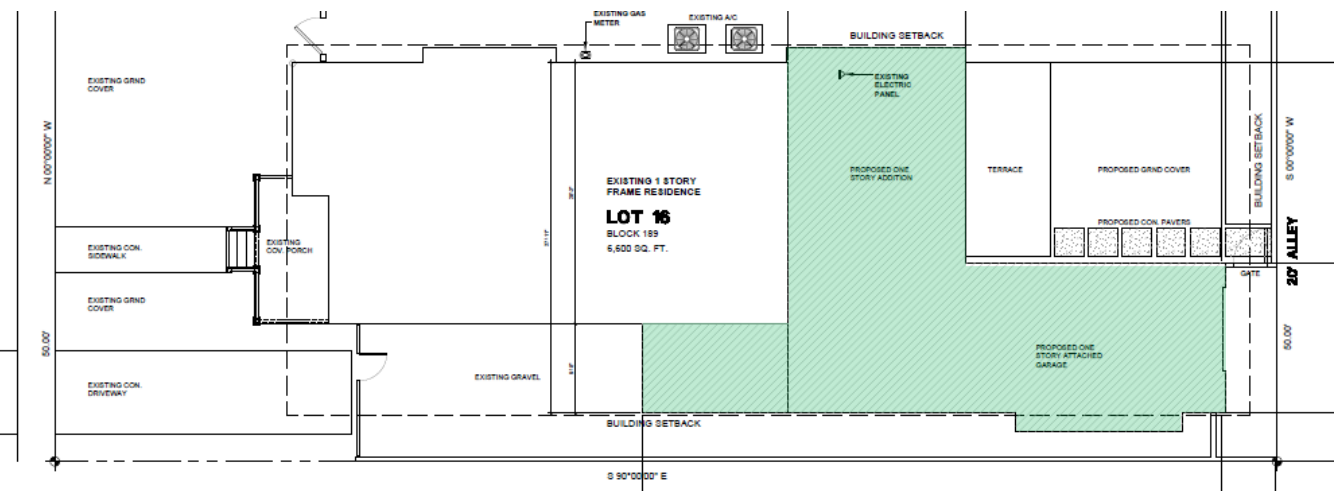 EXISTING GAS
METER
EXISTING A/C
BUILDING SETBACK
EXISTING GRND
COVER
EXISTING
ELECTRIC
PANEL
N 00°00'00" W
S 00°00'00" W
BUILDING SETBACK
EXISTING 1 STORY
FRAME RESIDENCE
LOT 16
BLOCK 189
6,600 SQ. FT.
PROPOSED ONE
STORY ADDITION
TERRACE
PROPOSED GRND COVER
PROPOSED CON. PAVERS
EXISTING CON.
SIDEWALK
EXISTING
COV. PORCH
20' ALLEY
GATE
EXISTING GRND
COVER
50.00'
50.00'
PROPOSED ONE
STORY ATTACHED
GARAGE
EXISTING GRAVEL
EXISTING CON.
DRIVEWAY
BUILDING SETBACK
S 90°00'00" E